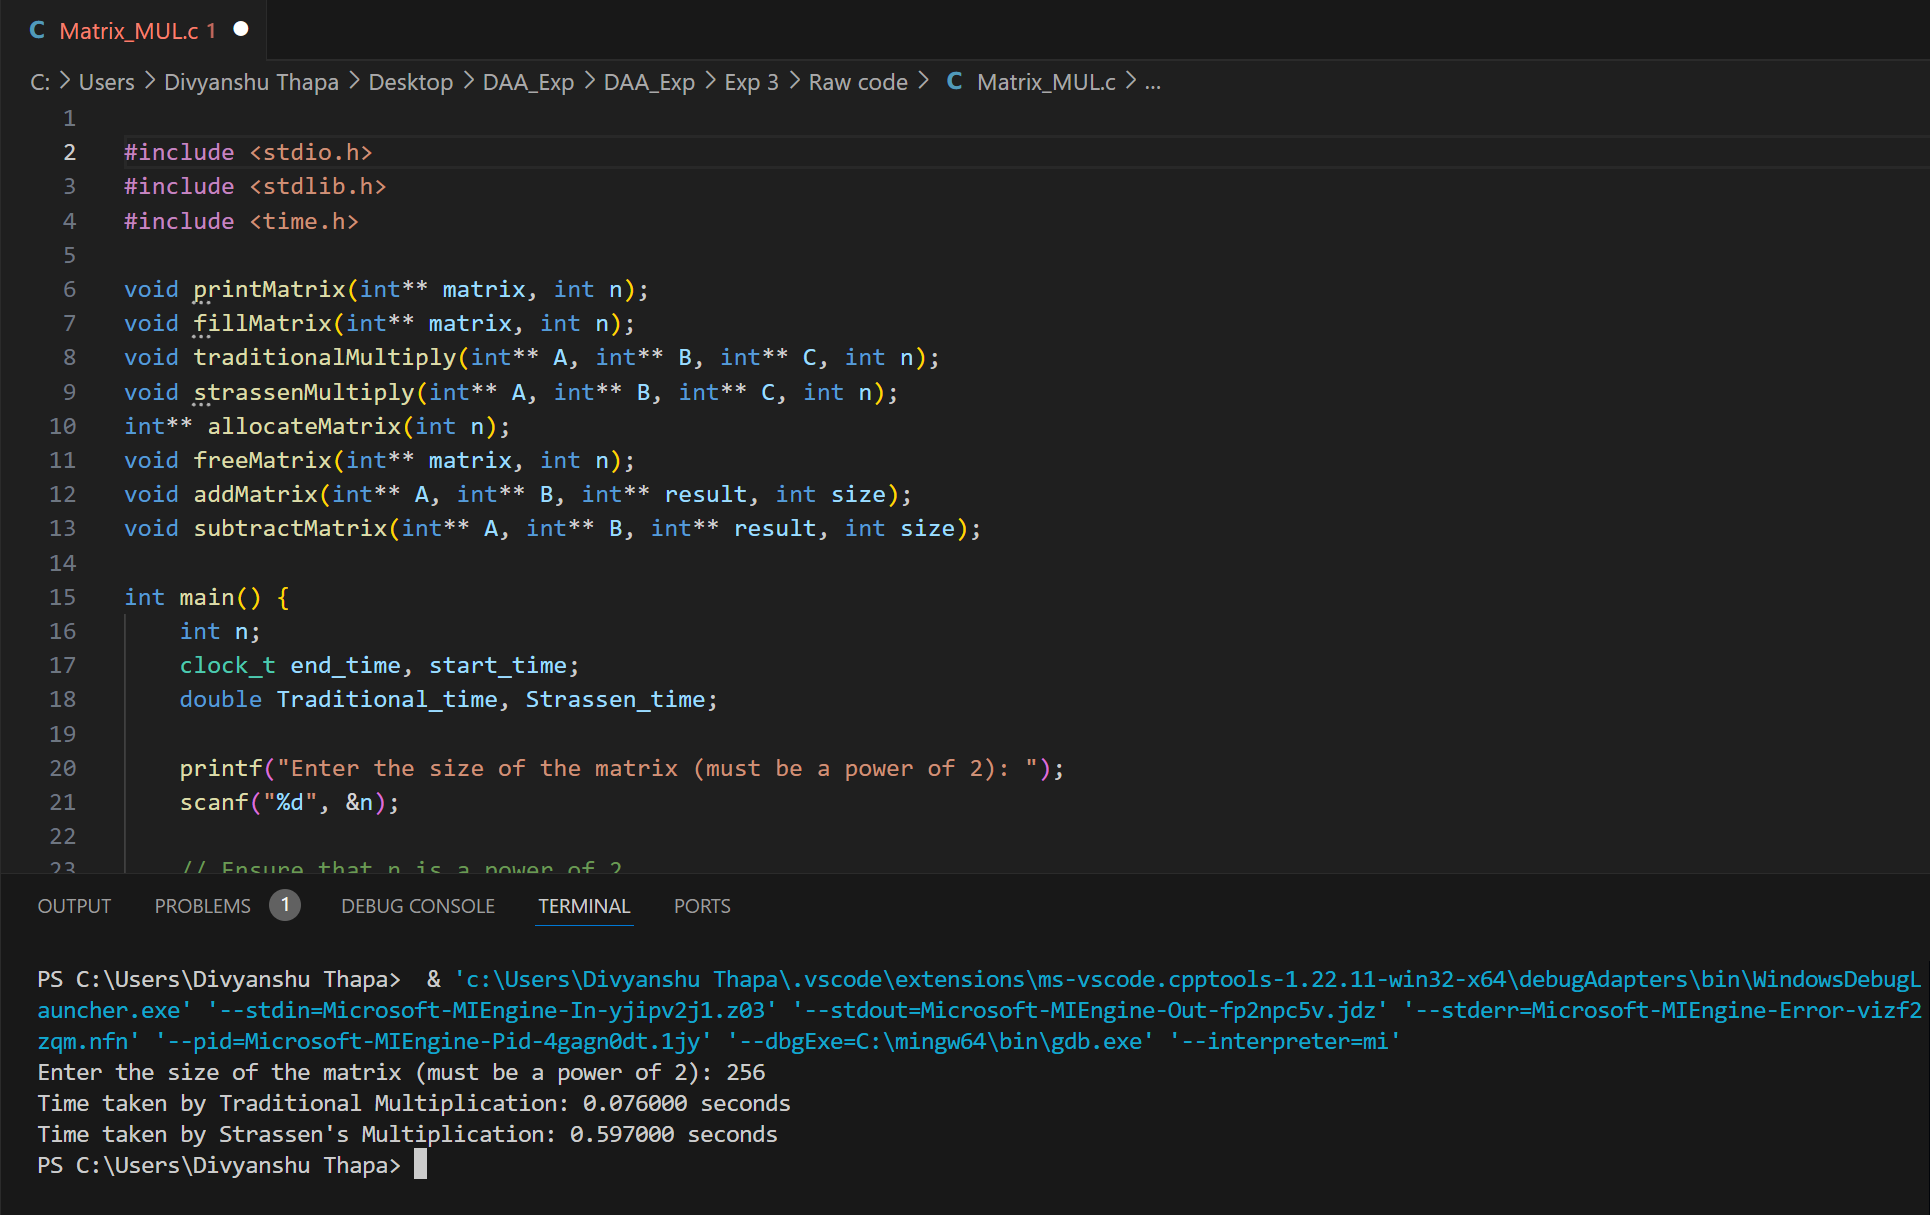 C Matrix_MUL.c 1 ●
C: > Users > Divyanshu Thapa > Desktop > DAA_Exp > DAA_Exp > Exp 3 > Raw code > C Matrix_MUL.c > ...
1
2 #include <stdio.h>
3 #include <stdlib.h>
4 #include <time.h>
5
6 void printMatrix(int** matrix, int n);
7 void fillMatrix(int** matrix, int n);
8 void traditionalMultiply(int** A, int** B, int** C, int n);
9 void strassenMultiply(int** A, int** B, int** C, int n);
10 int** allocateMatrix(int n);
11 void freeMatrix(int** matrix, int n);
12 void addMatrix(int** A, int** B, int** result, int size);
13 void subtractMatrix(int** A, int** B, int** result, int size);
14
15 int main() {
16     int n;
17     clock_t end_time, start_time;
18     double Traditional_time, Strassen_time;
19
20     printf("Enter the size of the matrix (must be a power of 2): ");
21     scanf("%d", &n);
22
23     // Ensure that n is a power of 2
OUTPUT PROBLEMS 1 DEBUG CONSOLE TERMINAL PORTS
PS C:\Users\Divyanshu Thapa>  & 'c:\Users\Divyanshu Thapa\.vscode\extensions\ms-vscode.cpptools-1.22.11-win32-x64\debugAdapters\bin\WindowsDebugL
auncher.exe' '--stdin=Microsoft-MIEngine-In-yjipv2j1.z03' '--stdout=Microsoft-MIEngine-Out-fp2npc5v.jdz' '--stderr=Microsoft-MIEngine-Error-vizf2
zqm.nfn' '--pid=Microsoft-MIEngine-Pid-4gagn0dt.1jy' '--dbgExe=C:\mingw64\bin\gdb.exe' '--interpreter=mi'
Enter the size of the matrix (must be a power of 2): 256
Time taken by Traditional Multiplication: 0.076000 seconds
Time taken by Strassen's Multiplication: 0.597000 seconds
PS C:\Users\Divyanshu Thapa>